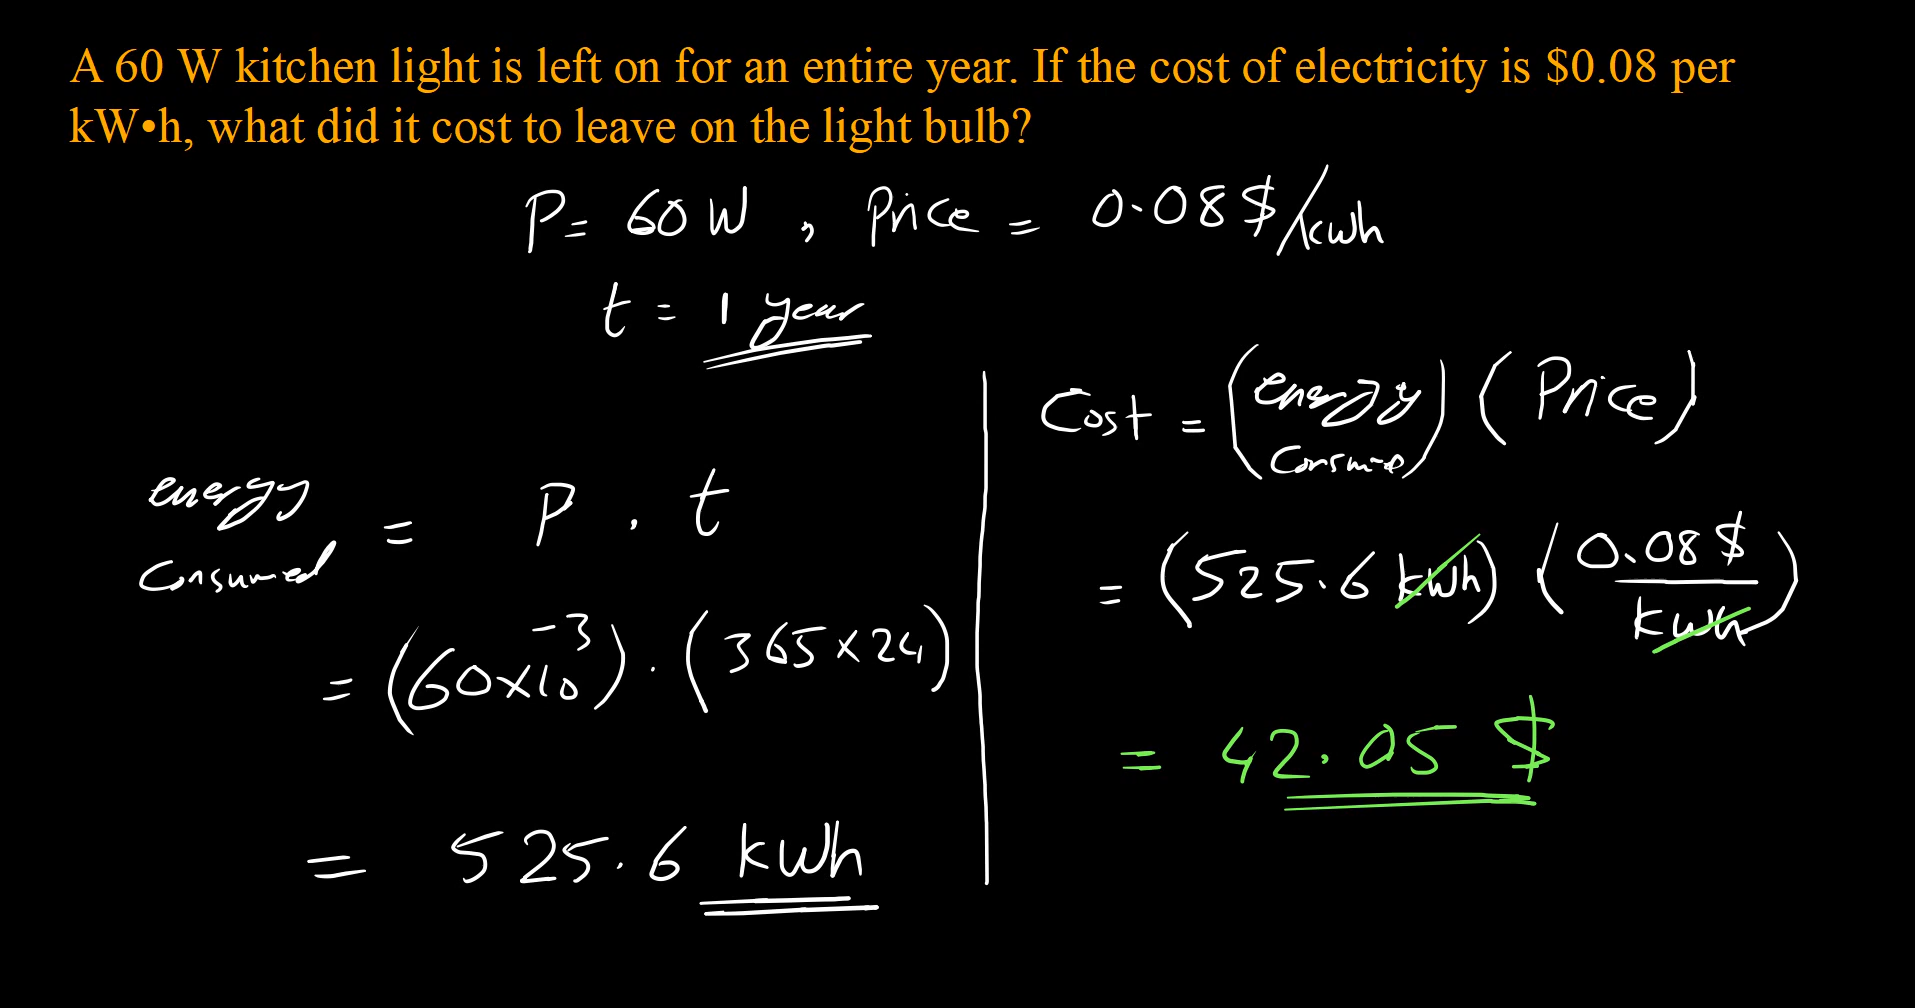 A 60 W kitchen light is left on for an entire year. If the cost of electricity is $0.08 per
kW•h, what did it cost to leave on the light bulb?
P = 60 W , Price = 0.08 $/kwh
t = 1 year
energy consumed = P . t
= (60x10⁻³) . (365 x 24)
= 525.6 kwh
Cost = (energy consumed) (Price)
= (525.6 kwh) (0.08 $ / kwh)
= 42.05 $